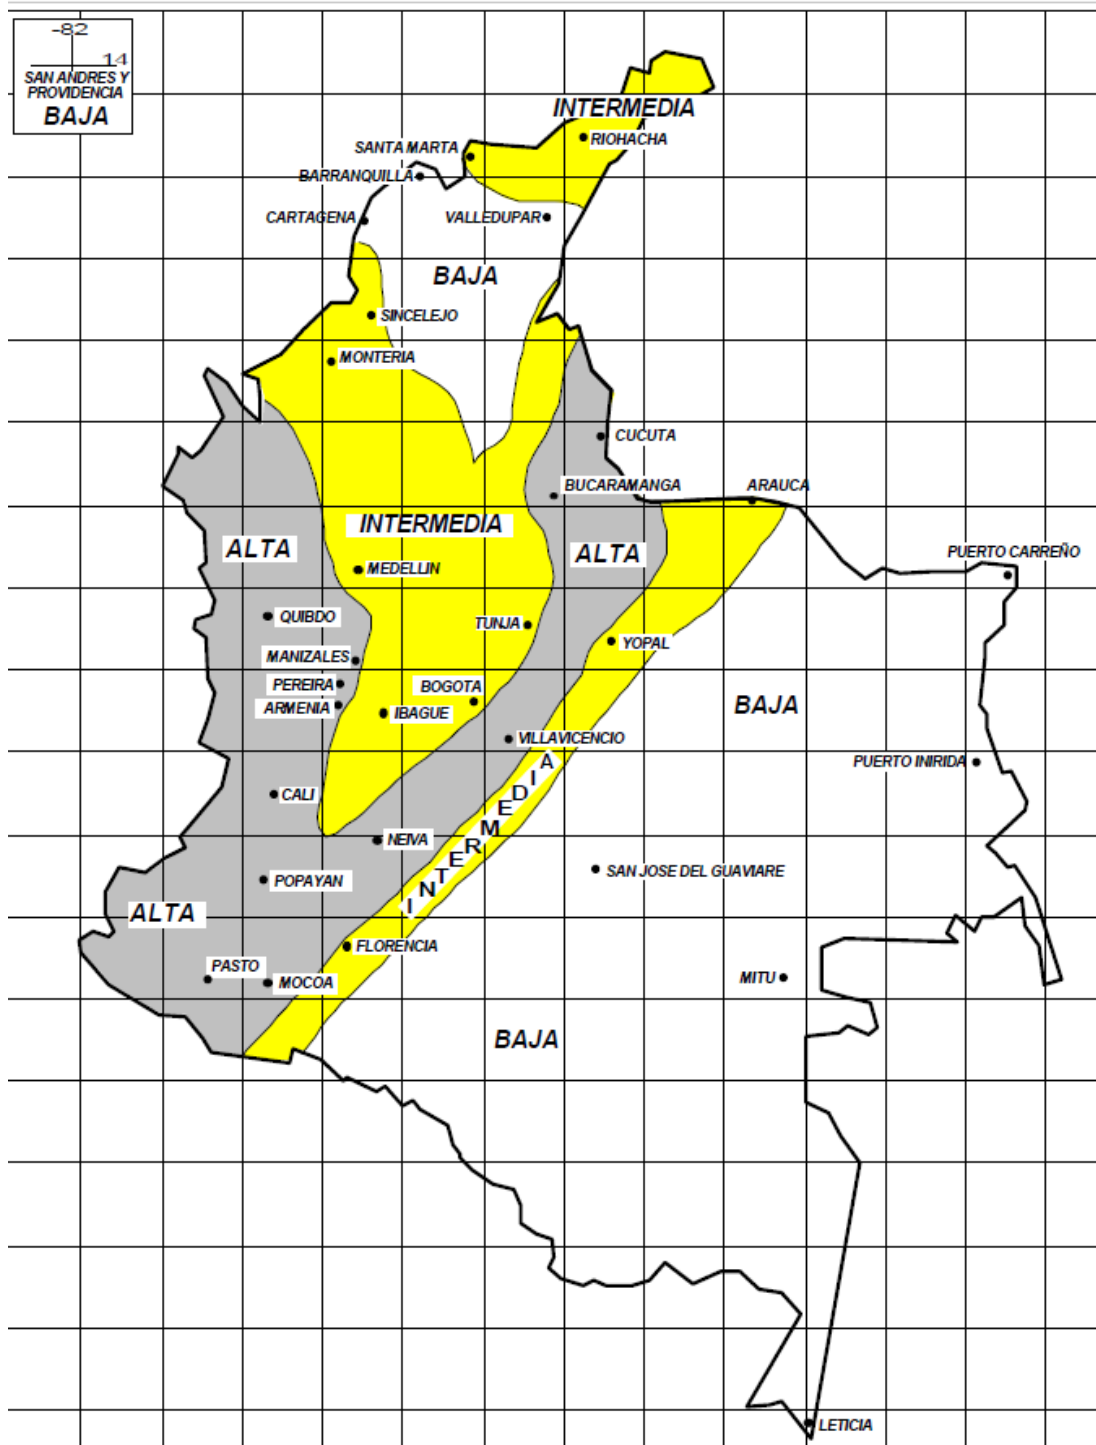 -82
14
SAN ANDRES Y
PROVIDENCIA
BAJA
INTERMEDIA
RIOHACHA
SANTA MARTA
BARRANQUILLA
CARTAGENA
VALLEDUPAR
BAJA
SINCELEJO
MONTERIA
CUCUTA
BUCARAMANGA
ARAUCA
INTERMEDIA
ALTA
ALTA
PUERTO CARREÑO
MEDELLIN
QUIBDO
TUNJA
YOPAL
MANIZALES
PEREIRA
BOGOTA
ARMENIA
IBAGUE
BAJA
VILLAVICENCIO
PUERTO INIRIDA
INTERMEDIA
CALI
NEIVA
SAN JOSE DEL GUAVIARE
POPAYAN
ALTA
FLORENCIA
PASTO
MOCOA
MITU
BAJA
LETICIA